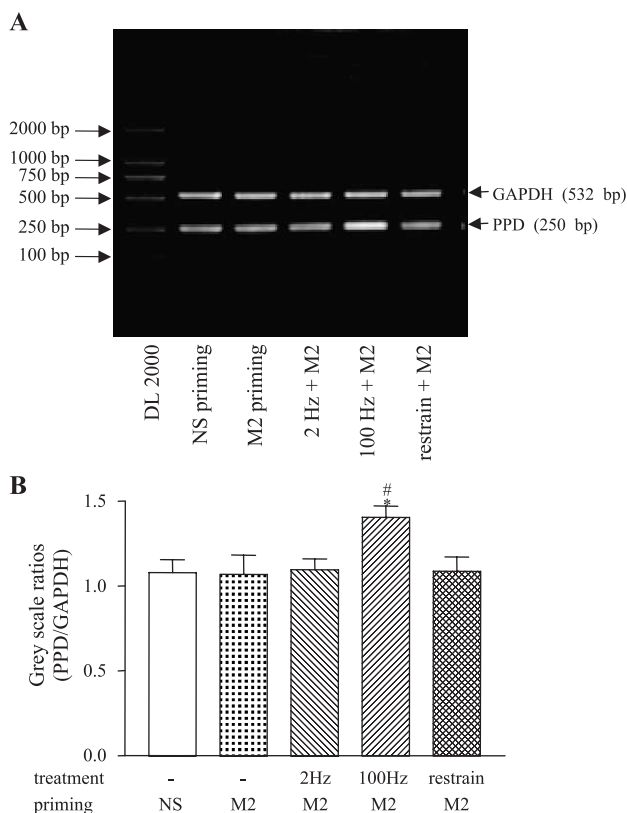 A
2000 bp
1000 bp
750 bp
500 bp
250 bp
100 bp
GAPDH (532 bp)
PPD (250 bp)
DL 2000
NS priming
M2 priming
2 Hz + M2
100 Hz + M2
restrain + M2
B
Grey scale ratios
(PPD/GAPDH)
1.5
1.0
0.5
0.0
#
*
treatment - - 2Hz 100Hz restrain
priming NS M2 M2 M2 M2